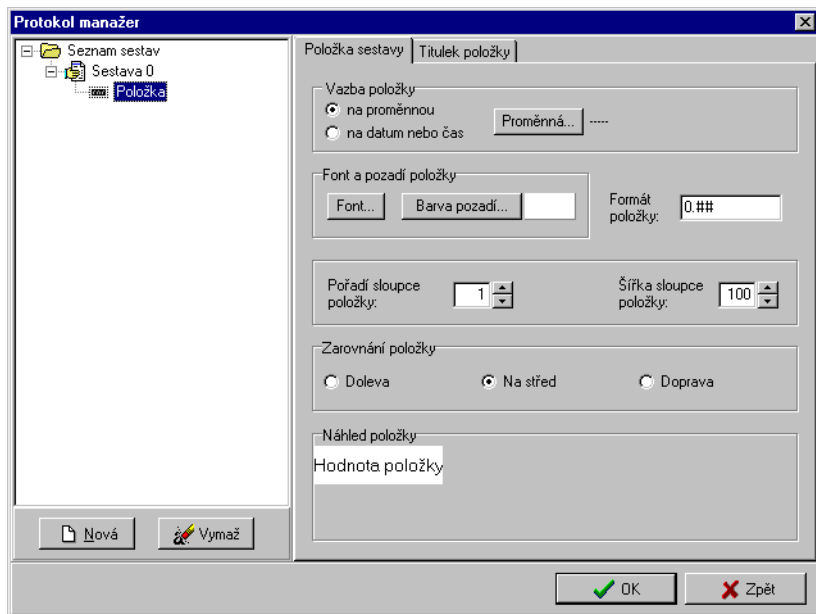 Protokol manažer
Seznam sestav
Sestava 0
Položka
Nová
Vymaž
Položka sestavy
Titulek položky
Vazba položky
na proměnnou
na datum nebo čas
Proměnná...
-----
Font a pozadí položky
Font...
Barva pozadí...
Formát
položky:
0.##
Pořadí sloupce
položky:
1
Šířka sloupce
položky:
100
Zarovnání položky
Doleva
Na střed
Doprava
Náhled položky
Hodnota položky
OK
Zpět